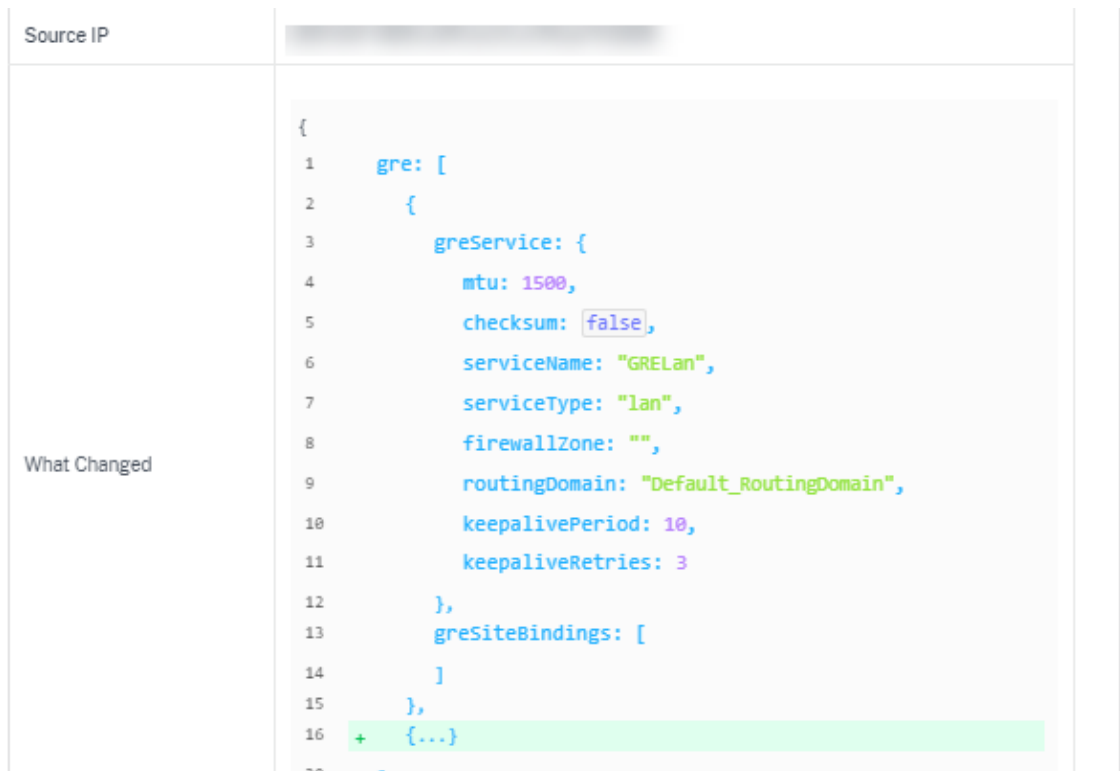 Source IP
What Changed
{
1 gre: [
2 {
3 greService: {
4 mtu: 1500,
5 checksum: false,
6 serviceName: "GRELan",
7 serviceType: "lan",
8 firewallZone: "",
9 routingDomain: "Default_RoutingDomain",
10 keepalivePeriod: 10,
11 keepaliveRetries: 3
12 },
13 greSiteBindings: [
14 ]
15 },
16 + {...}